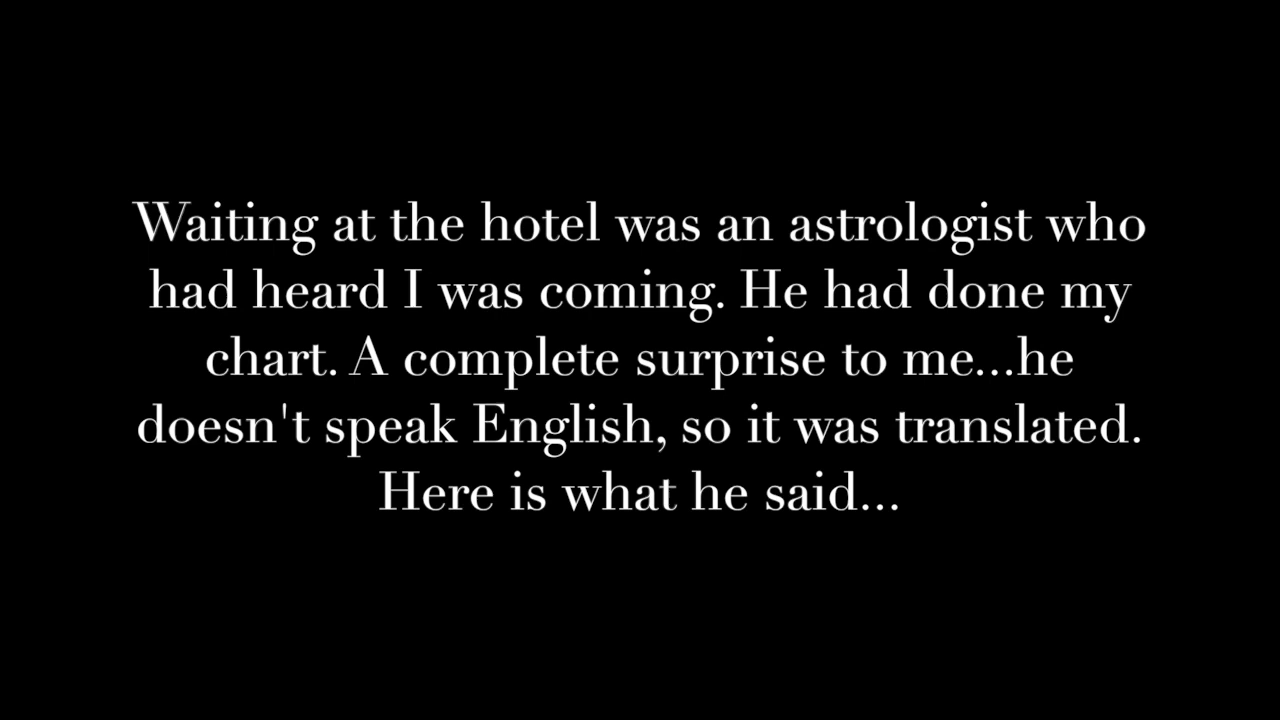 Waiting at the hotel was an astrologist who
had heard I was coming. He had done my
chart. A complete surprise to me...he
doesn't speak English, so it was translated.
Here is what he said...